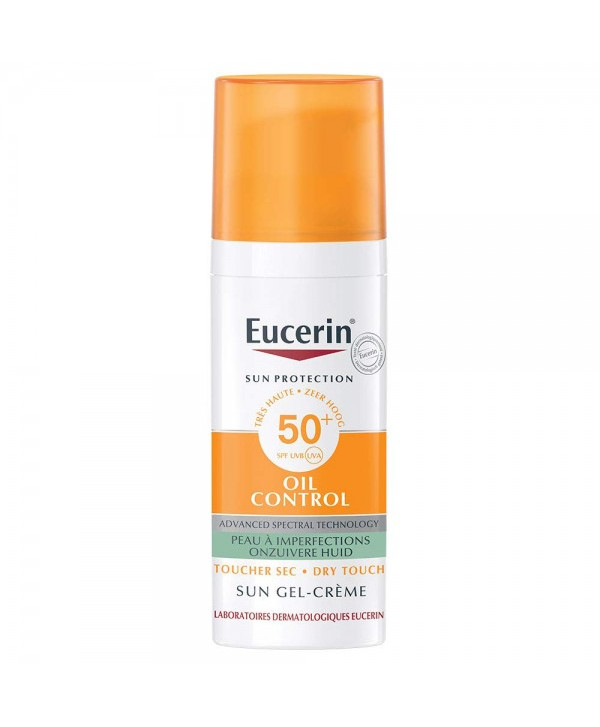 Eucerin®
Eucerin
SUN PROTECTION
TRÈS HAUTE • ZEER HOOG
50+
SPF UVB UVA
OIL
CONTROL
ADVANCED SPECTRAL TECHNOLOGY
PEAU À IMPERFECTIONS
ONZUIVERE HUID
TOUCHER SEC • DRY TOUCH
SUN GEL-CRÈME
LABORATOIRES DERMATOLOGIQUES EUCERIN